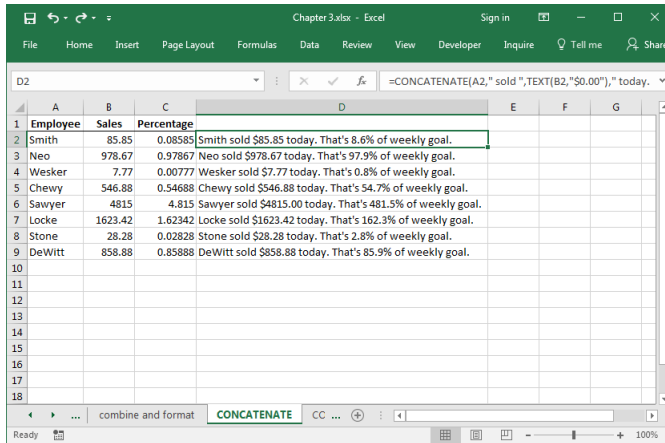 Chapter 3.xlsx - Excel Sign in
File Home Insert Page Layout Formulas Data Review View Developer Inquire Tell me Share
D2 fx =CONCATENATE(A2," sold ",TEXT(B2,"$0.00")," today.
A B C D E F G
1 Employee Sales Percentage
2 Smith 85.85 0.08585 Smith sold $85.85 today. That's 8.6% of weekly goal.
3 Neo 978.67 0.97867 Neo sold $978.67 today. That's 97.9% of weekly goal.
4 Wesker 7.77 0.00777 Wesker sold $7.77 today. That's 0.8% of weekly goal.
5 Chewy 546.88 0.54688 Chewy sold $546.88 today. That's 54.7% of weekly goal.
6 Sawyer 4815 4.815 Sawyer sold $4815.00 today. That's 481.5% of weekly goal.
7 Locke 1623.42 1.62342 Locke sold $1623.42 today. That's 162.3% of weekly goal.
8 Stone 28.28 0.02828 Stone sold $28.28 today. That's 2.8% of weekly goal.
9 DeWitt 858.88 0.85888 DeWitt sold $858.88 today. That's 85.9% of weekly goal.
10
11
12
13
14
15
16
17
18
... combine and format CONCATENATE CC ...
Ready 100%